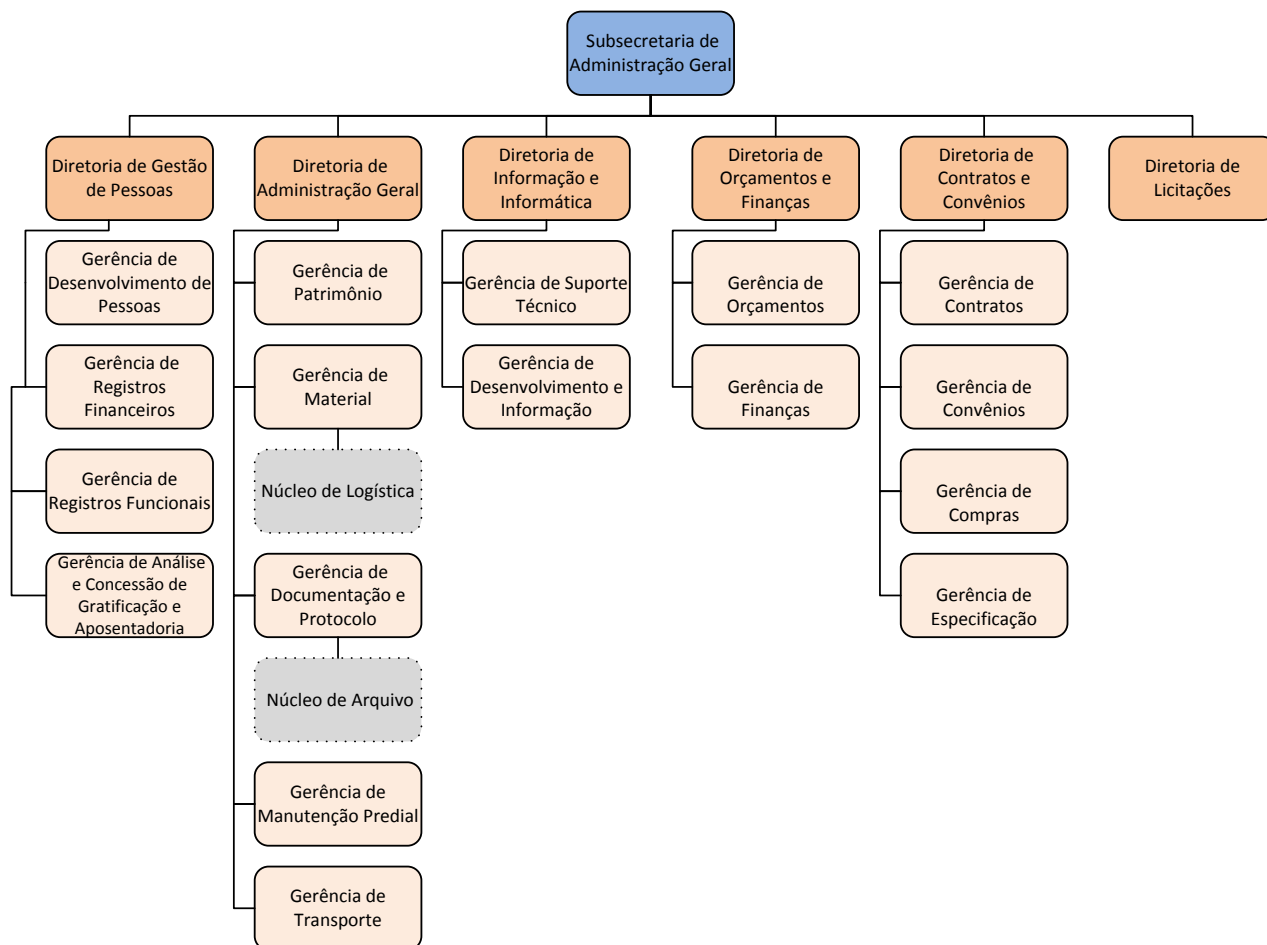 Subsecretaria de
Administração Geral
Diretoria de Gestão
de Pessoas
Diretoria de
Administração Geral
Diretoria de
Informação e
Informática
Diretoria de
Orçamentos e
Finanças
Diretoria de
Contratos e
Convênios
Diretoria de
Licitações
Gerência de
Desenvolvimento de
Pessoas
Gerência de
Registros
Financeiros
Gerência de
Registros Funcionais
Gerência de Análise
e Concessão de
Gratificação e
Aposentadoria
Gerência de
Patrimônio
Gerência de
Material
Núcleo de Logística
Gerência de
Documentação e
Protocolo
Núcleo de Arquivo
Gerência de
Manutenção Predial
Gerência de
Transporte
Gerência de Suporte
Técnico
Gerência de
Desenvolvimento e
Informação
Gerência de
Orçamentos
Gerência de
Finanças
Gerência de
Contratos
Gerência de
Convênios
Gerência de
Compras
Gerência de
Especificação